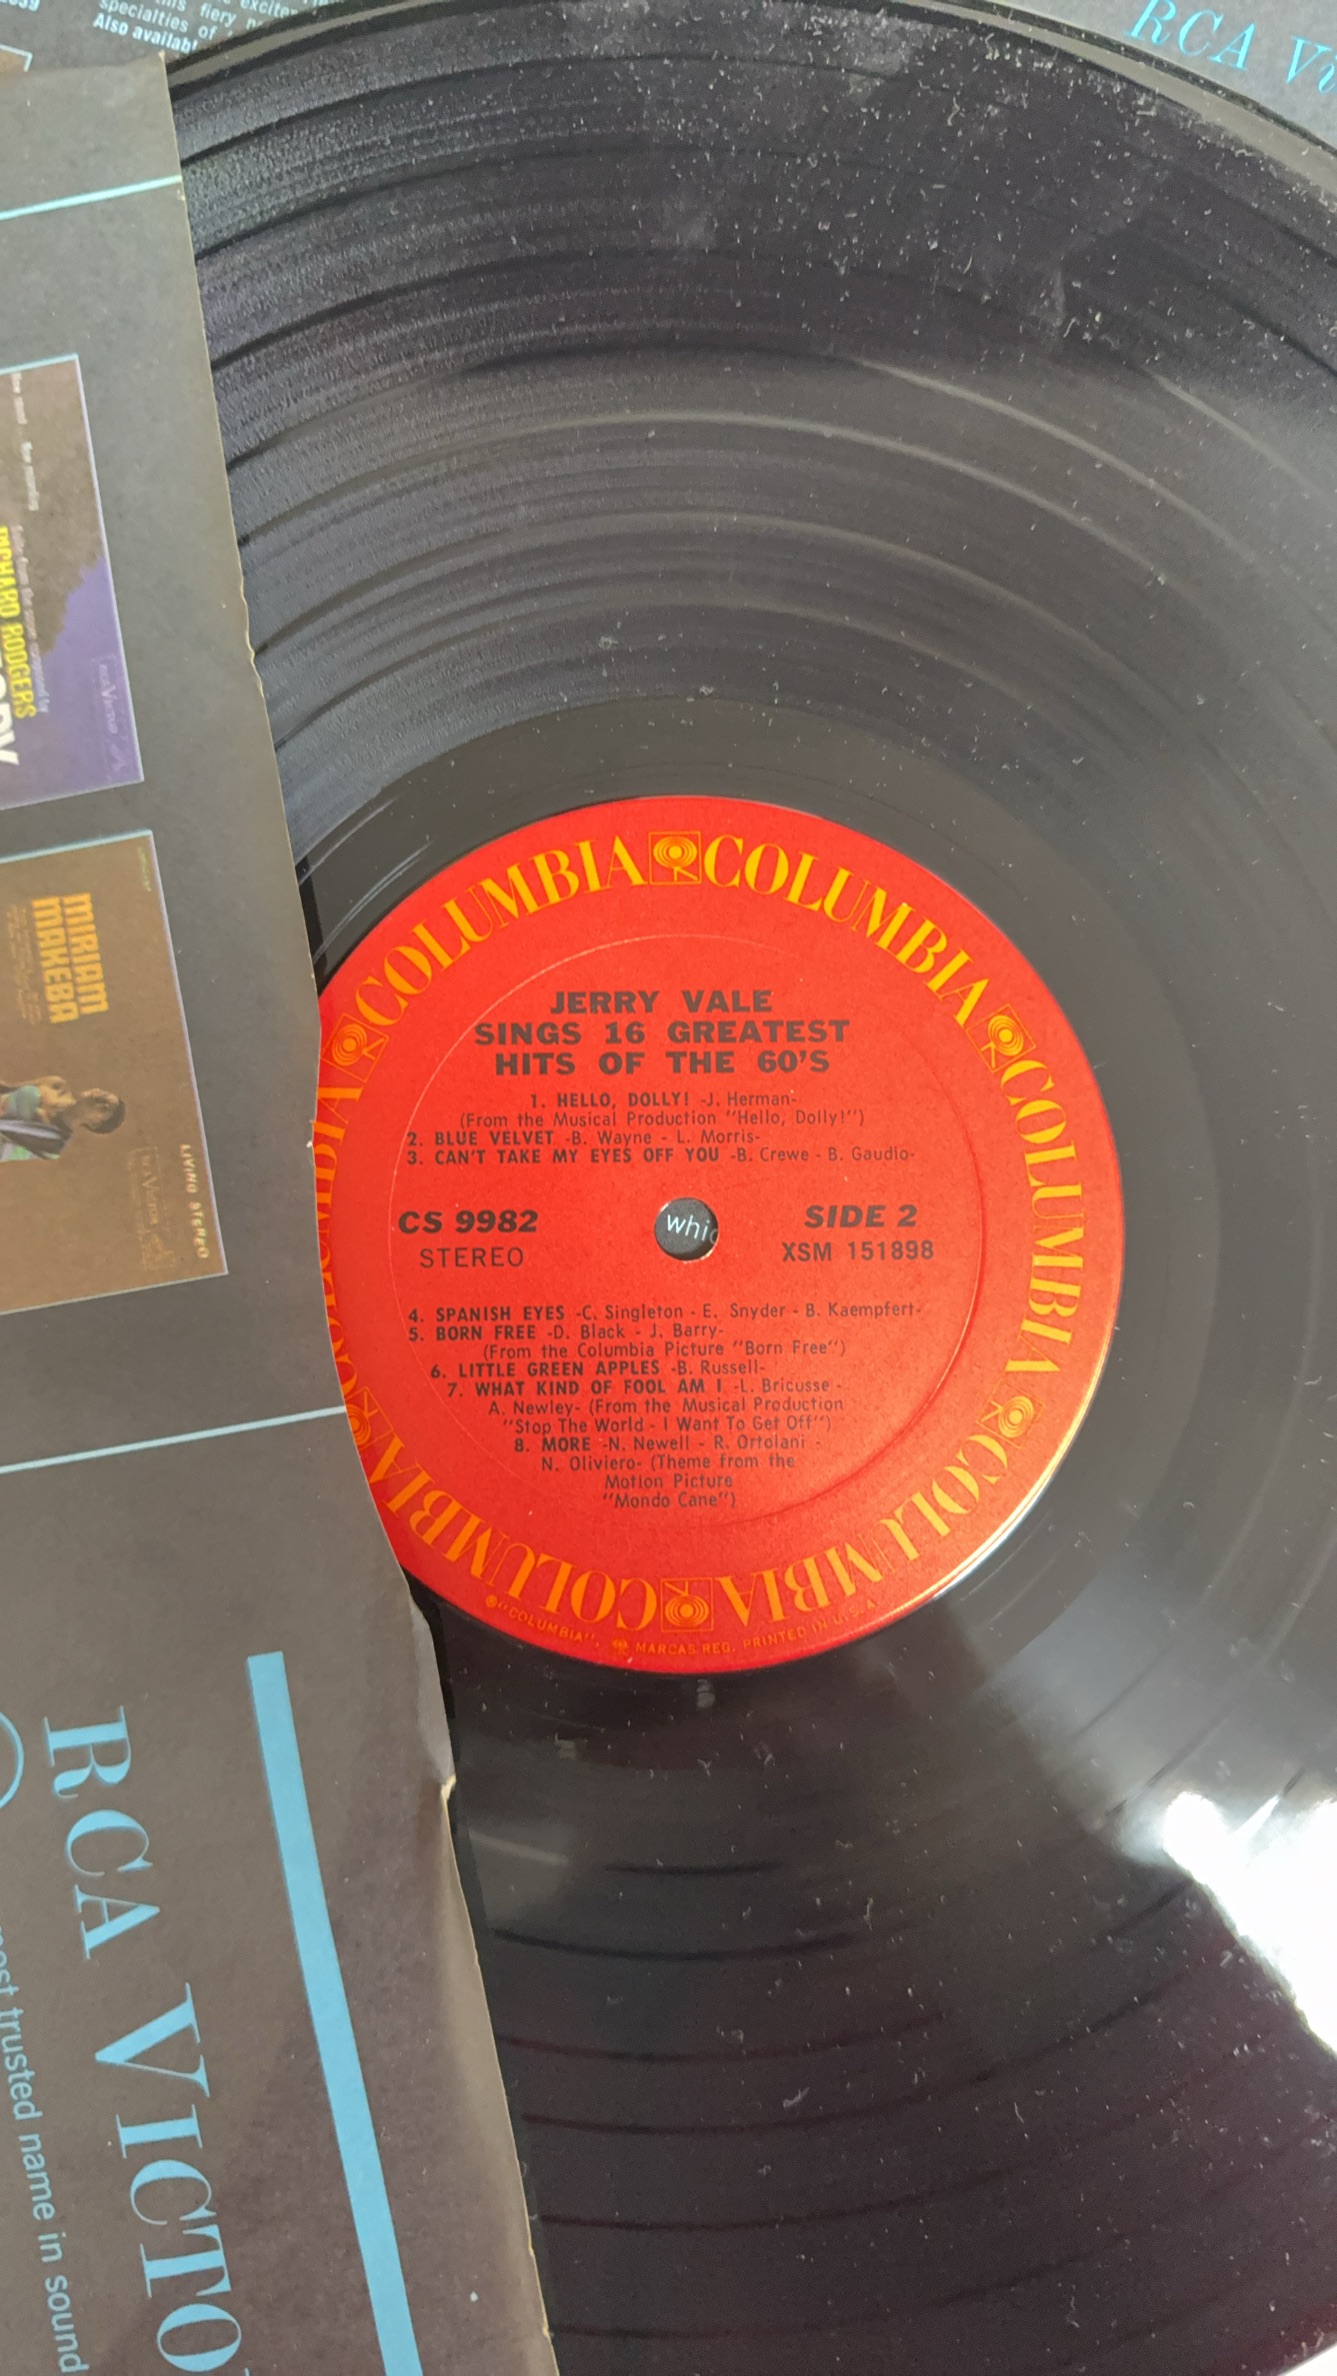 specialties of
Also availabl
RCA Vi
RICHARD RODGERS
MIRIAM
MAKEBA
LIVING STEREO
COLUMBIA COLUMBIA COLUMBIA COLUMBIA COLUMBIA COLUMBIA
JERRY VALE
SINGS 16 GREATEST
HITS OF THE 60'S
1. HELLO, DOLLY! -J. Herman-
(From the Musical Production "Hello, Dolly!")
2. BLUE VELVET -B. Wayne - L. Morris-
3. CAN'T TAKE MY EYES OFF YOU -B. Crewe - B. Gaudio-
CS 9982
STEREO
whic
SIDE 2
XSM 151898
4. SPANISH EYES -C. Singleton - E. Snyder - B. Kaempfert-
5. BORN FREE -D. Black - J. Barry-
(From the Columbia Picture "Born Free")
6. LITTLE GREEN APPLES -B. Russell-
7. WHAT KIND OF FOOL AM I -L. Bricusse -
A. Newley- (From the Musical Production
"Stop The World - I Want To Get Off")
8. MORE -N. Newell - R. Ortolani -
N. Oliviero- (Theme from the
Motion Picture
"Mondo Cane")
®"COLUMBIA", MARCAS REG. PRINTED IN U.S.A.
RCA VICTO
most trusted name in sound